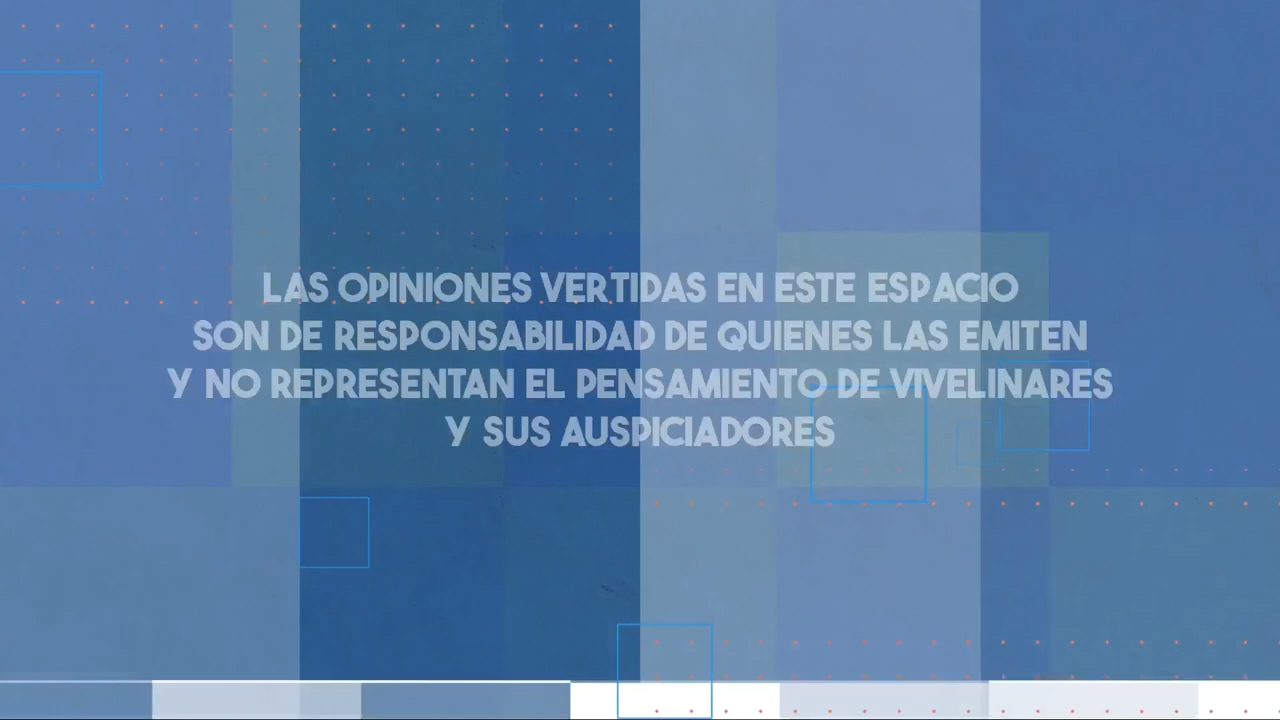 LAS OPINIONES VERTIDAS EN ESTE ESPACIO
SON DE RESPONSABILIDAD DE QUIENES LAS EMITEN
Y NO REPRESENTAN EL PENSAMIENTO DE VIVELINARES
Y SUS AUSPICIADORES